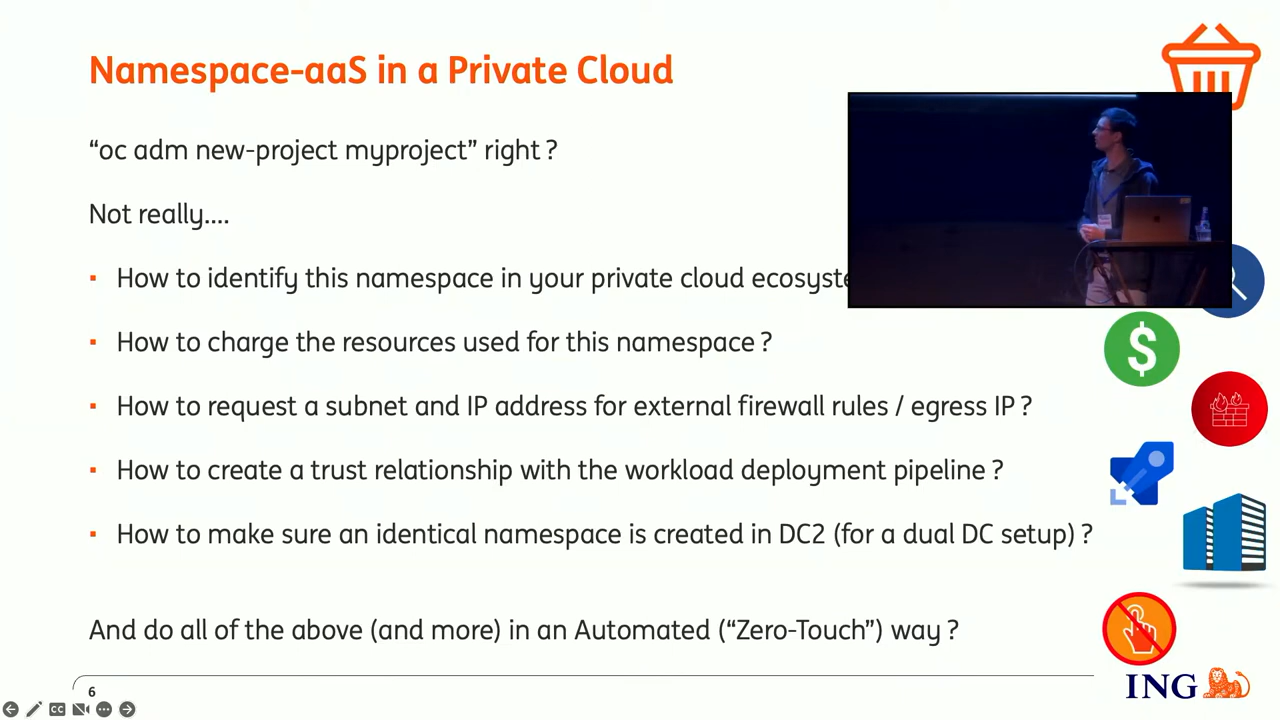 Namespace-aaS in a Private Cloud
“oc adm new-project myproject” right ?
Not really....
▪ How to identify this namespace in your private cloud
▪ How to charge the resources used for this namespace ?
▪ How to request a subnet and IP address for external firewall rules / egress IP ?
▪ How to create a trust relationship with the workload deployment pipeline ?
▪ How to make sure an identical namespace is created in DC2 (for a dual DC setup) ?
And do all of the above (and more) in an Automated (“Zero-Touch”) way ?
$
6
CC
ING